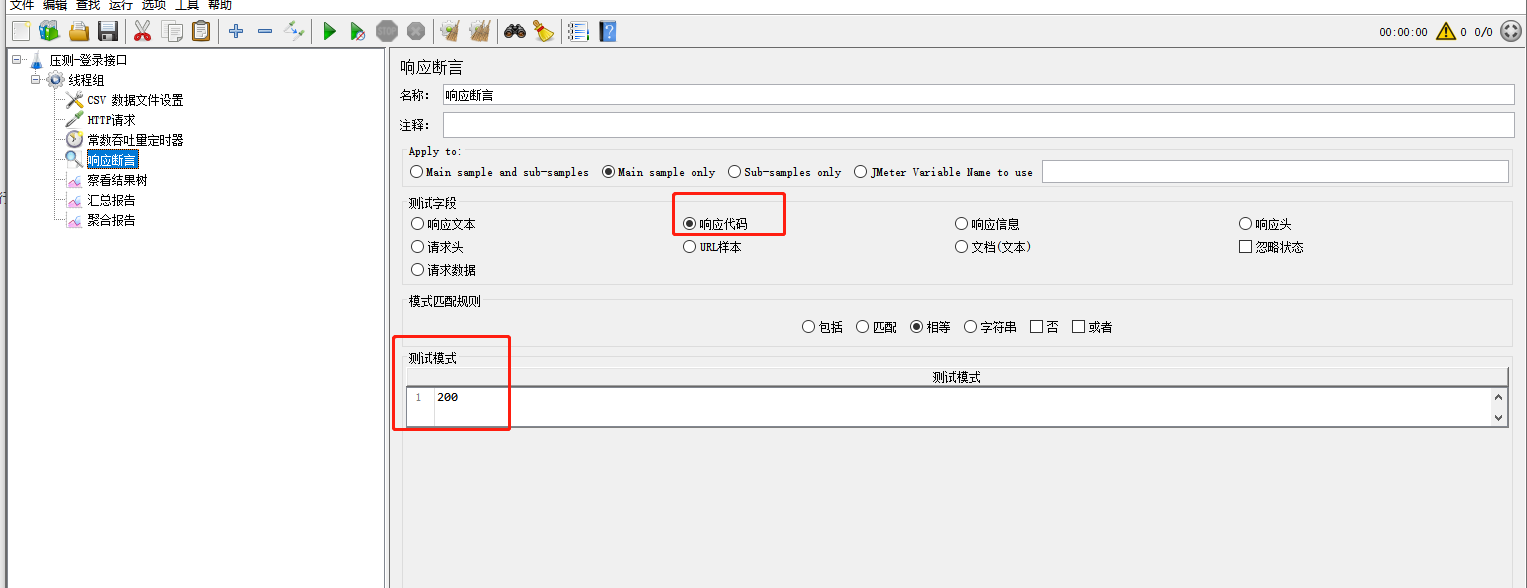 文件 编辑 查找 运行 选项 工具 帮助
STOP
?
00:00:00
0 0/0
压测-登录接口
线程组
CSV 数据文件设置
HTTP请求
常数吞吐量定时器
响应断言
察看结果树
汇总报告
聚合报告
响应断言
名称: 响应断言
注释:
Apply to:
Main sample and sub-samples Main sample only Sub-samples only JMeter Variable Name to use
测试字段
响应文本 响应代码 响应信息 响应头
请求头 URL样本 文档(文本) 忽略状态
请求数据
模式匹配规则
包括 匹配 相等 字符串 否 或者
测试模式
测试模式
1 200